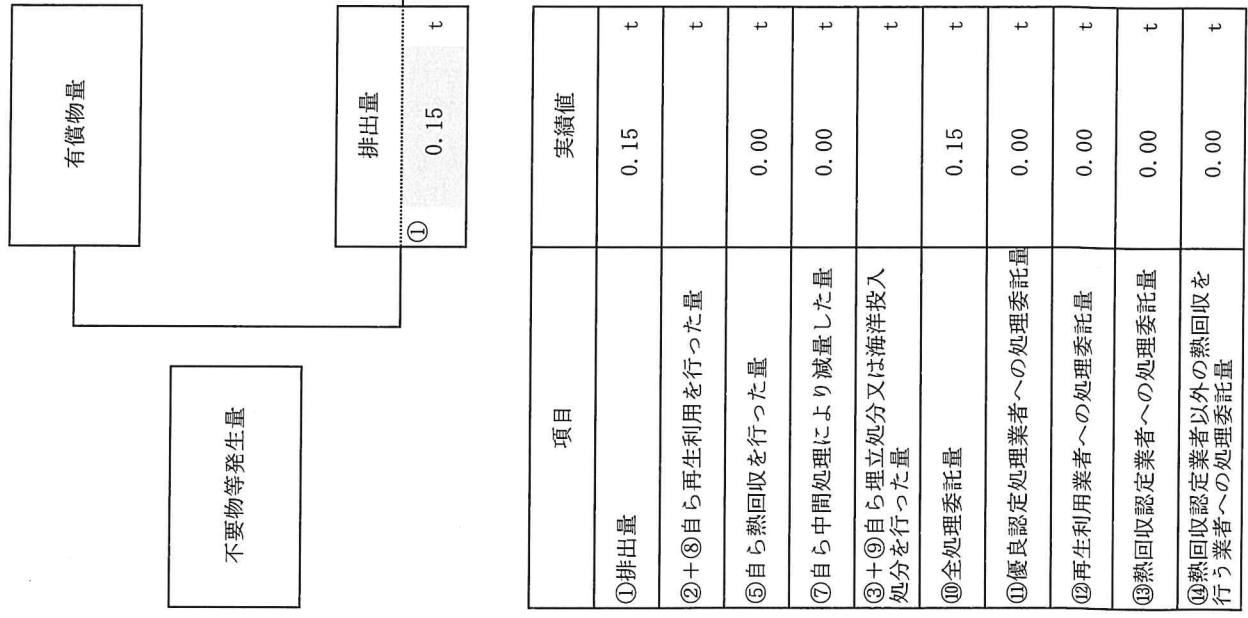 有償物量
不要物等発生量
排出量
①
0.15 t
項目 実績値
①排出量 0.15 t
②+⑧自ら再生利用を行った量 t
⑤自ら熱回収を行った量 0.00 t
⑦自ら中間処理により減量した量 0.00 t
③+⑨自ら埋立処分又は海洋投入
処分を行った量 t
⑩全処理委託量 0.15 t
⑪優良認定処理業者への処理委託量 0.00 t
⑫再生利用業者への処理委託量 0.00 t
⑬熱回収認定業者への処理委託量 0.00 t
⑭熱回収認定業者以外の熱回収を
行う業者への処理委託量 0.00 t